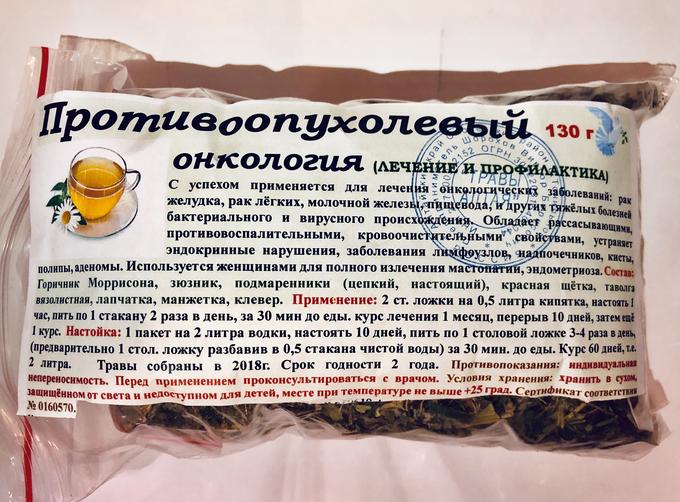 Противоопухолевый 130 г
онкология (ЛЕЧЕНИЕ И ПРОФИЛАКТИКА)
С успехом применяется для лечения онкологических заболеваний: рак
желудка, рак лёгких, молочной железы, пищевода, и других тяжёлых болезней
бактериального и вирусного происхождения. Обладает рассасывающими,
противовоспалительными, кровоочистительными свойствами, устраняет
эндокринные нарушения, заболевания лимфоузлов, надпочечников, кисты,
полипы, аденомы. Используется женщинами для полного излечения мастопатии, эндометриоза. Состав:
Горичник Моррисона, зюзник, подмаренники (цепкий, настоящий), красная щётка, таволга
вязолистная, лапчатка, манжетка, клевер. Применение: 2 ст. ложки на 0,5 литра кипятка, настоять 1
час, пить по 1 стакану 2 раза в день, за 30 мин до еды. курс лечения 1 месяц, перерыв 10 дней, затем ещё
1 курс. Настойка: 1 пакет на 2 литра водки, настоять 10 дней, пить по 1 столовой ложке 3-4 раза в день,
(предварительно 1 стол. ложку разбавив в 0,5 стакана чистой воды) за 30 мин. до еды. Курс 60 дней, т.е.
2 литра. Травы собраны в 2018г. Срок годности 2 года. Противопоказания: индивидуальная
непереносимость. Перед применением проконсультироваться с врачом. Условия хранения: хранить в сухом,
защищённом от света и недоступном для детей, месте при температуре не выше +25 град. Сертификат соответствия
№ 0160570.
ТРАВЫ
АЛТАЯ